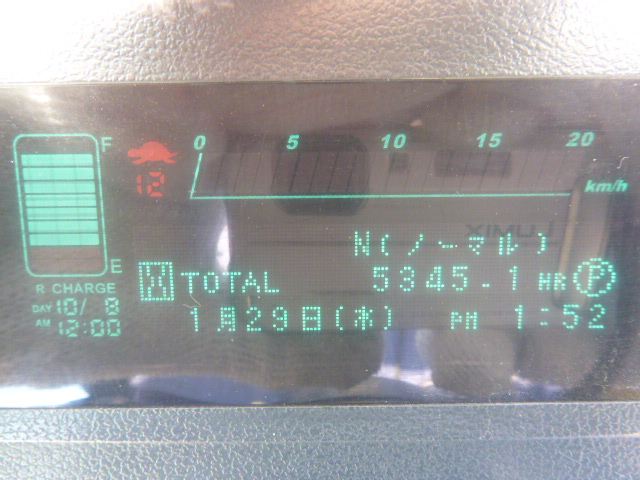 F
0 5 10 15 20
12
km/h
E
N(ノーマル)
R CHARGE
TOTAL 5345.1 HR P
DAY 10/ 8
1月29日(木) PM 1:52
AM 12:00